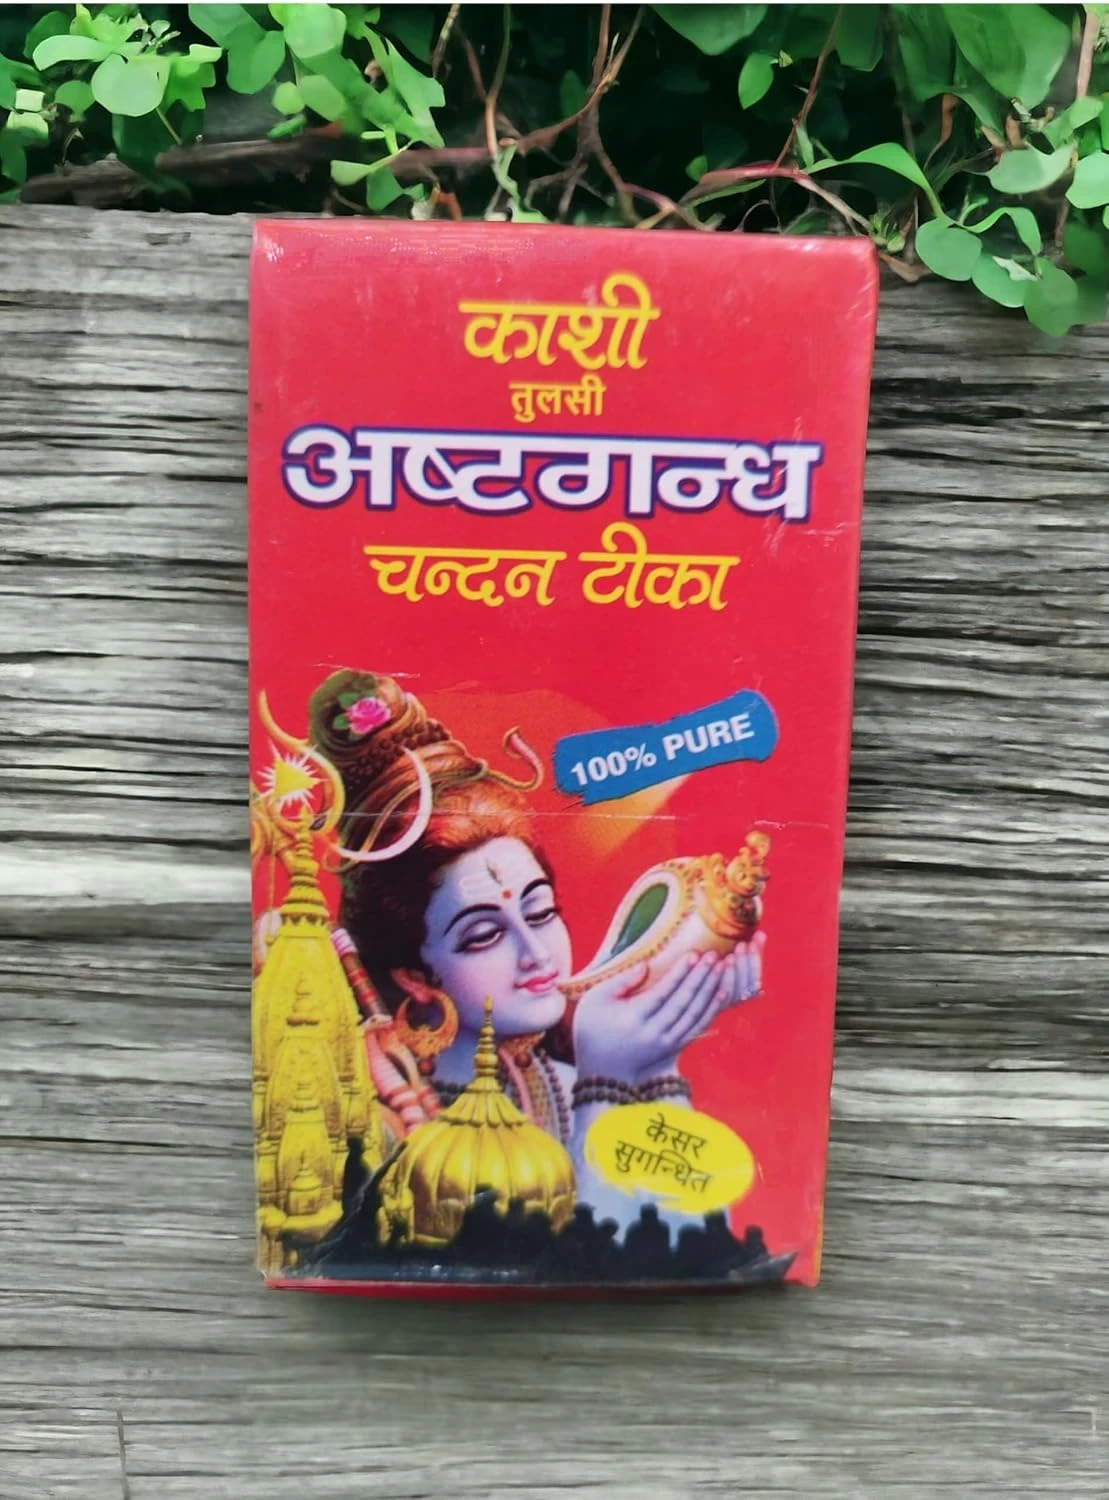 काशी
तुलसी
अष्टगन्ध
चन्दन टीका
100% PURE
केसर
सुगन्धित